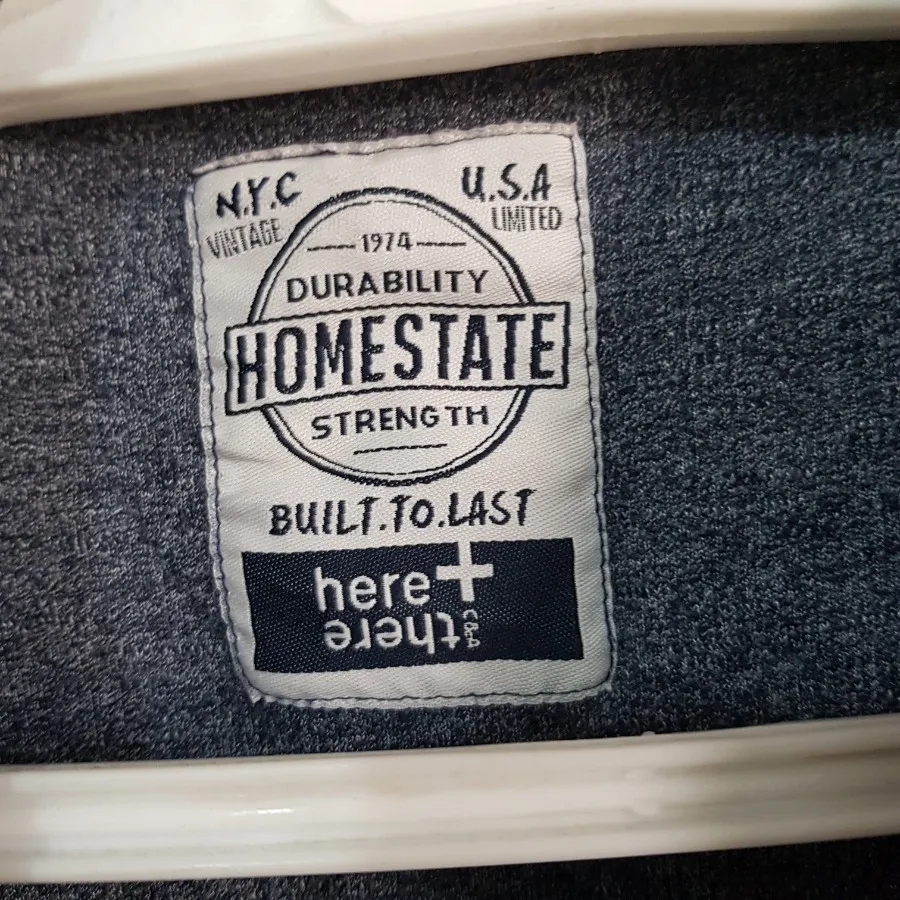 N.Y.C
VINTAGE
U.S.A
LIMITED
1974
DURABILITY
HOMESTATE
STRENGTH
BUILT.TO.LAST
here+
there
C&A